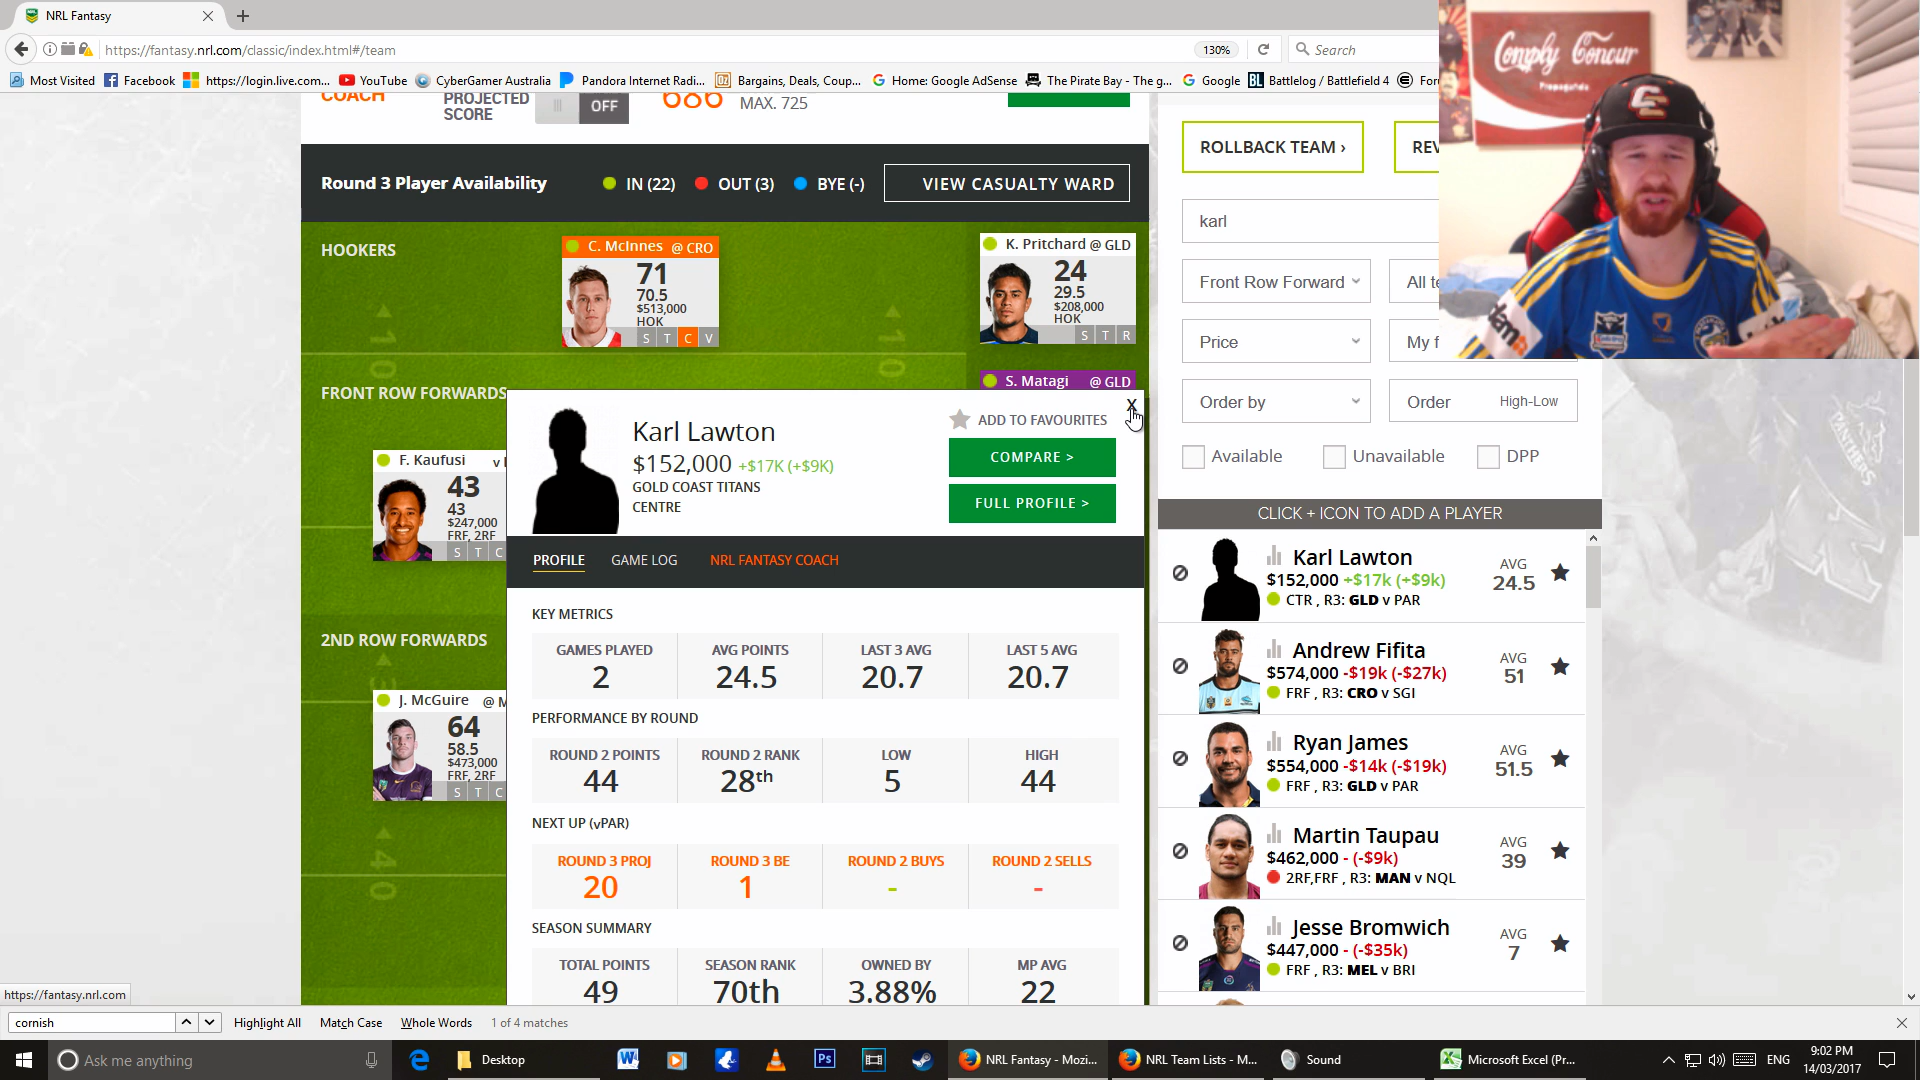 NRL Fantasy
https://fantasy.nrl.com/classic/index.html#/team
130%
Search
Most Visited
Facebook
https://login.live.com...
YouTube
CyberGamer Australia
Pandora Internet Radi...
Bargains, Deals, Coup...
Home: Google AdSense
The Pirate Bay - The g...
Google
Battlelog / Battlefield 4
For
Comply Concur
Propaganda
COACH
PROJECTED
SCORE
OFF
686
MAX. 725
ROLLBACK TEAM ›
REV
Round 3 Player Availability
IN (22)
OUT (3)
BYE (-)
VIEW CASUALTY WARD
karl
Front Row Forward
All te
Price
My f
Order by
Order
High-Low
Available
Unavailable
DPP
HOOKERS
C. McInnes @ CRO
71
70.5
$513,000
HOK
S T C V
K. Pritchard @ GLD
24
29.5
$208,000
HOK
S T R
FRONT ROW FORWARDS
S. Matagi @ GLD
F. Kaufusi v
43
43
$247,000
FRF, 2RF
S T C
2ND ROW FORWARDS
J. McGuire @ M
64
58.5
$473,000
FRF, 2RF
S T C
X
Karl Lawton
$152,000 +$17K (+$9K)
GOLD COAST TITANS
CENTRE
ADD TO FAVOURITES
COMPARE >
FULL PROFILE >
PROFILE
GAME LOG
NRL FANTASY COACH
KEY METRICS
GAMES PLAYED AVG POINTS LAST 3 AVG LAST 5 AVG
2 24.5 20.7 20.7
PERFORMANCE BY ROUND
ROUND 2 POINTS ROUND 2 RANK LOW HIGH
44 28th 5 44
NEXT UP (vPAR)
ROUND 3 PROJ ROUND 3 BE ROUND 2 BUYS ROUND 2 SELLS
20 1 - -
SEASON SUMMARY
TOTAL POINTS SEASON RANK OWNED BY MP AVG
49 70th 3.88% 22
CLICK + ICON TO ADD A PLAYER
Karl Lawton
$152,000 +$17k (+$9k)
CTR , R3: GLD v PAR
AVG
24.5
Andrew Fifita
$574,000 -$19k (-$27k)
FRF , R3: CRO v SGI
AVG
51
Ryan James
$554,000 -$14k (-$19k)
FRF , R3: GLD v PAR
AVG
51.5
Martin Taupau
$462,000 - (-$9k)
2RF,FRF , R3: MAN v NQL
AVG
39
Jesse Bromwich
$447,000 - (-$35k)
FRF , R3: MEL v BRI
AVG
7
PANTHERS
https://fantasy.nrl.com
cornish
Highlight All
Match Case
Whole Words
1 of 4 matches
Ask me anything
Desktop
NRL Fantasy - Mozi...
NRL Team Lists - M...
Sound
Microsoft Excel (Pr...
ENG
9:02 PM
14/03/2017